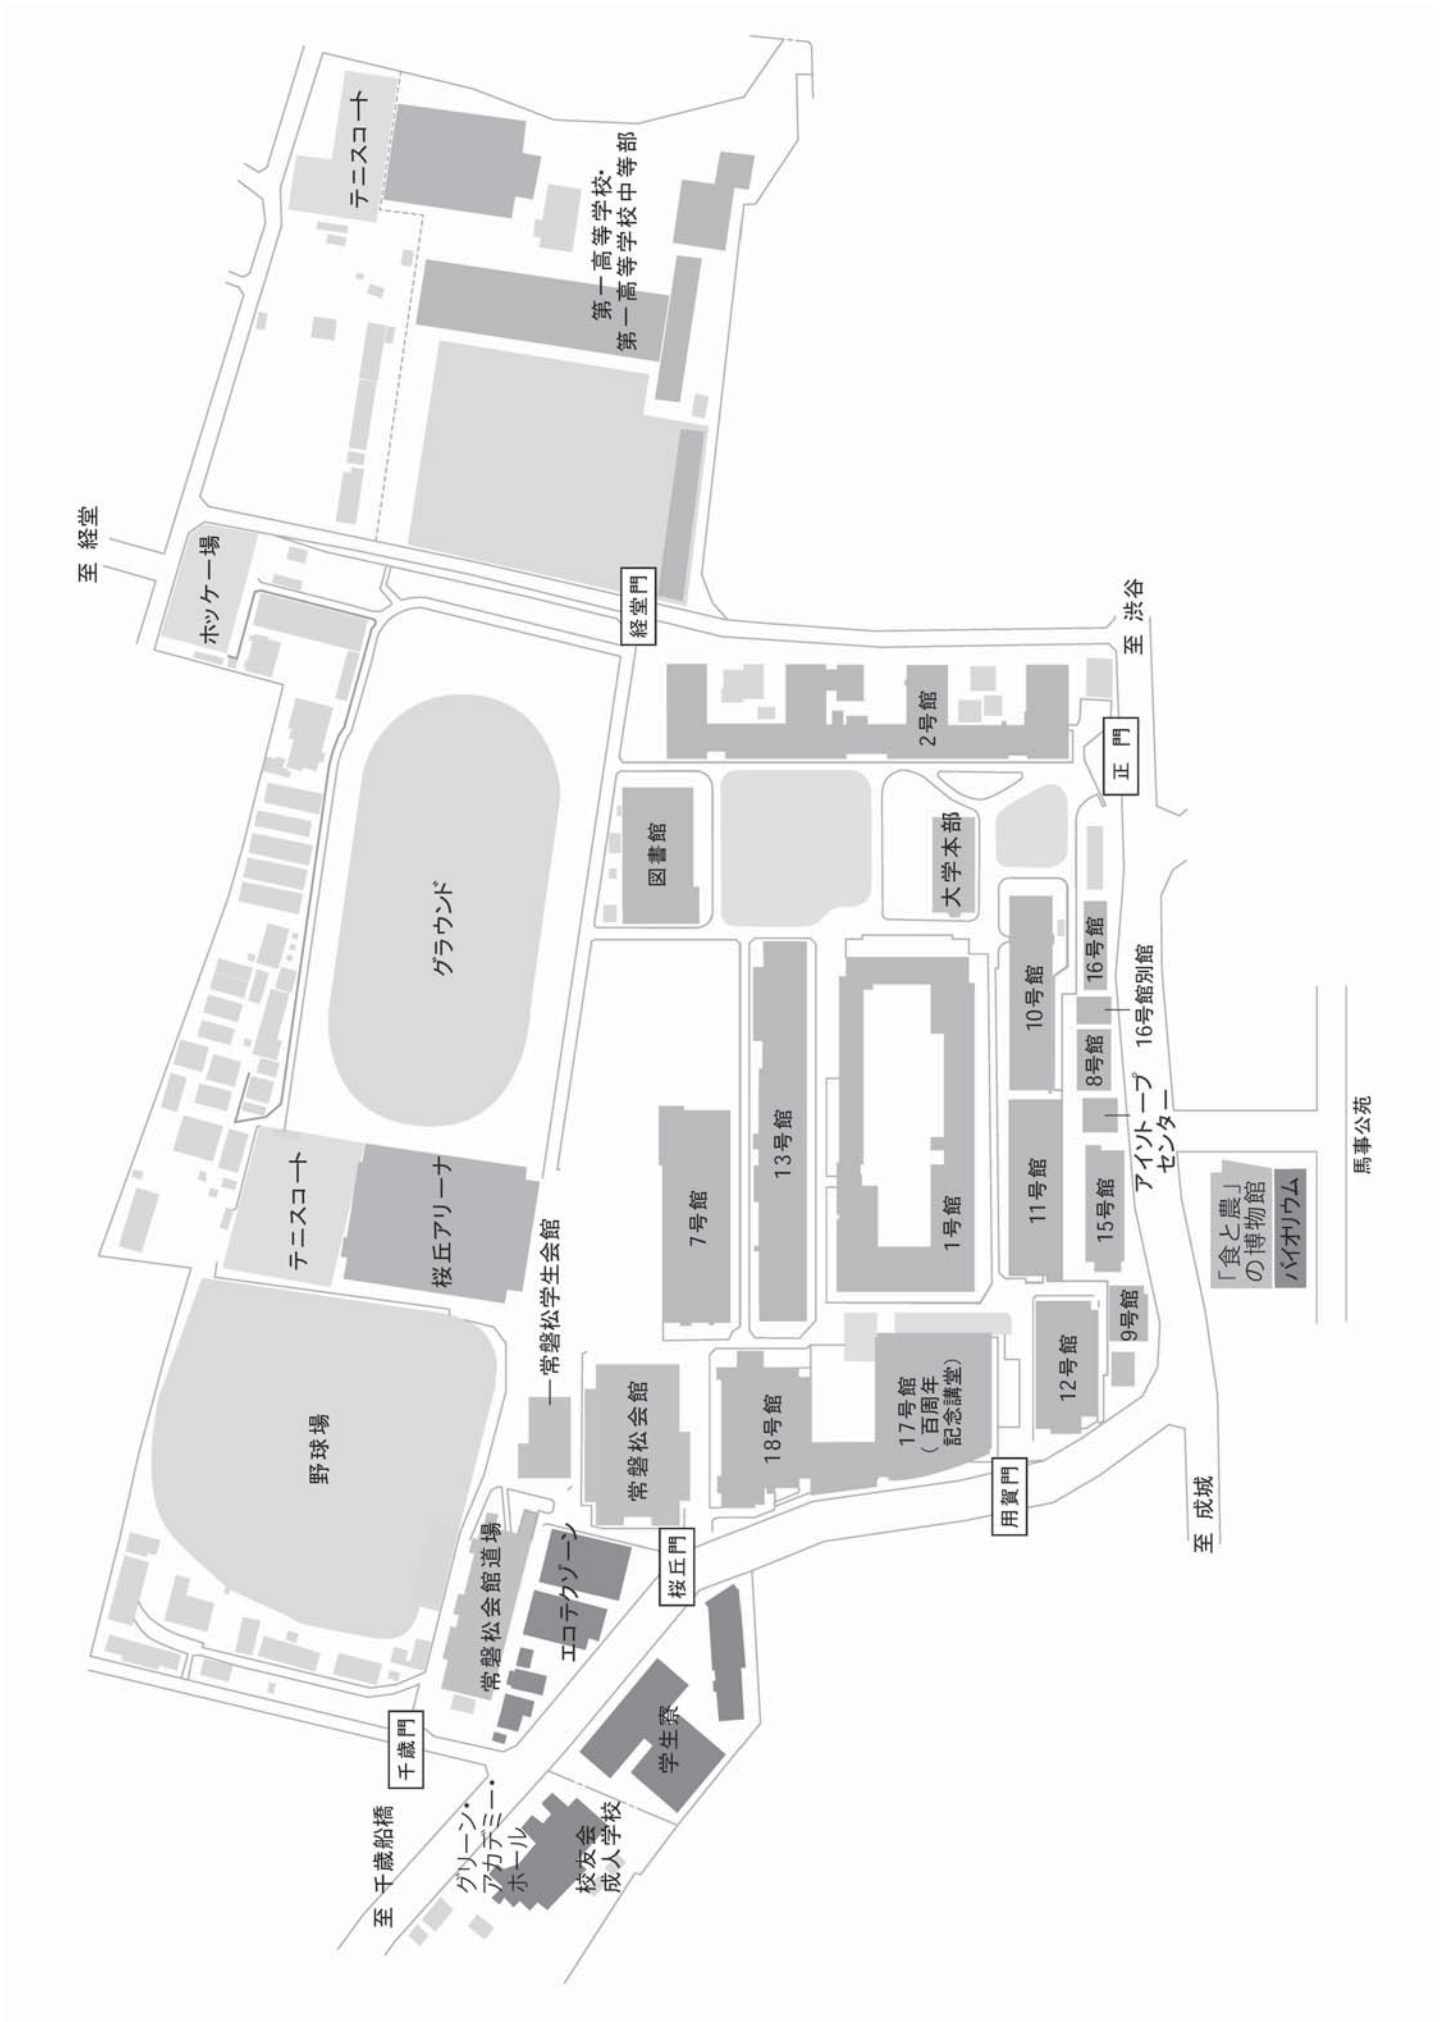 至 経堂
ホッケー場
テニスコート
第一高等学校・
第一高等学校中等部
経堂門
至 渋谷
正 門
2号館
図書館
大学本部
グラウンド
テニスコート
桜丘アリーナ
常磐松学生会館
7号館
13号館
1号館
10号館
11号館
16号館
16号館別館
8号館
アイソトープ
センター
15号館
9号館
12号館
「食と農」
の博物館
バイオリウム
馬事公苑
野球場
常磐松会館
18号館
17号館
(百周年
記念講堂)
用賀門
至 成城
桜丘門
常磐松会館道場
エコテクゾーン
千歳門
至 千歳船橋
グリーン・
アカデミー・
ホール
校友会
成人学校
学生寮